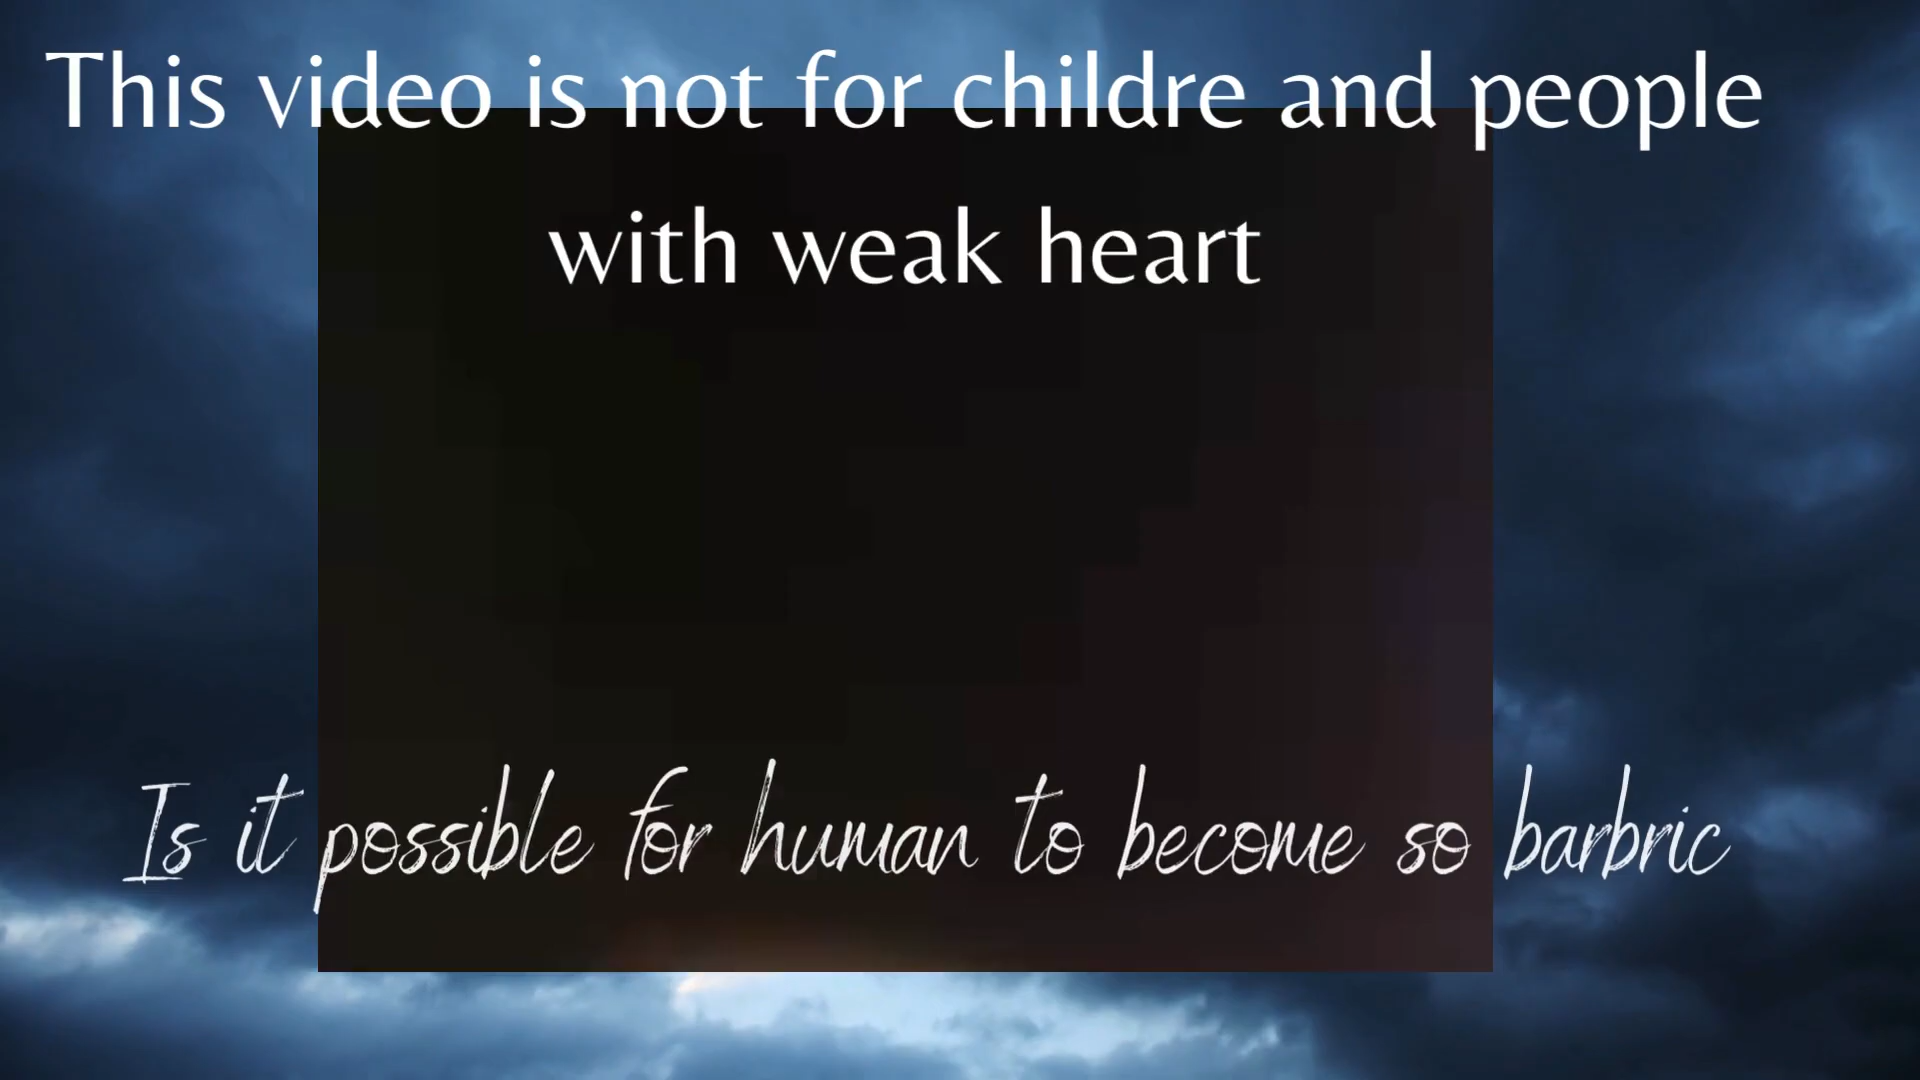 This video is not for childre and people
with weak heart
Is it possible for human to become so barbric